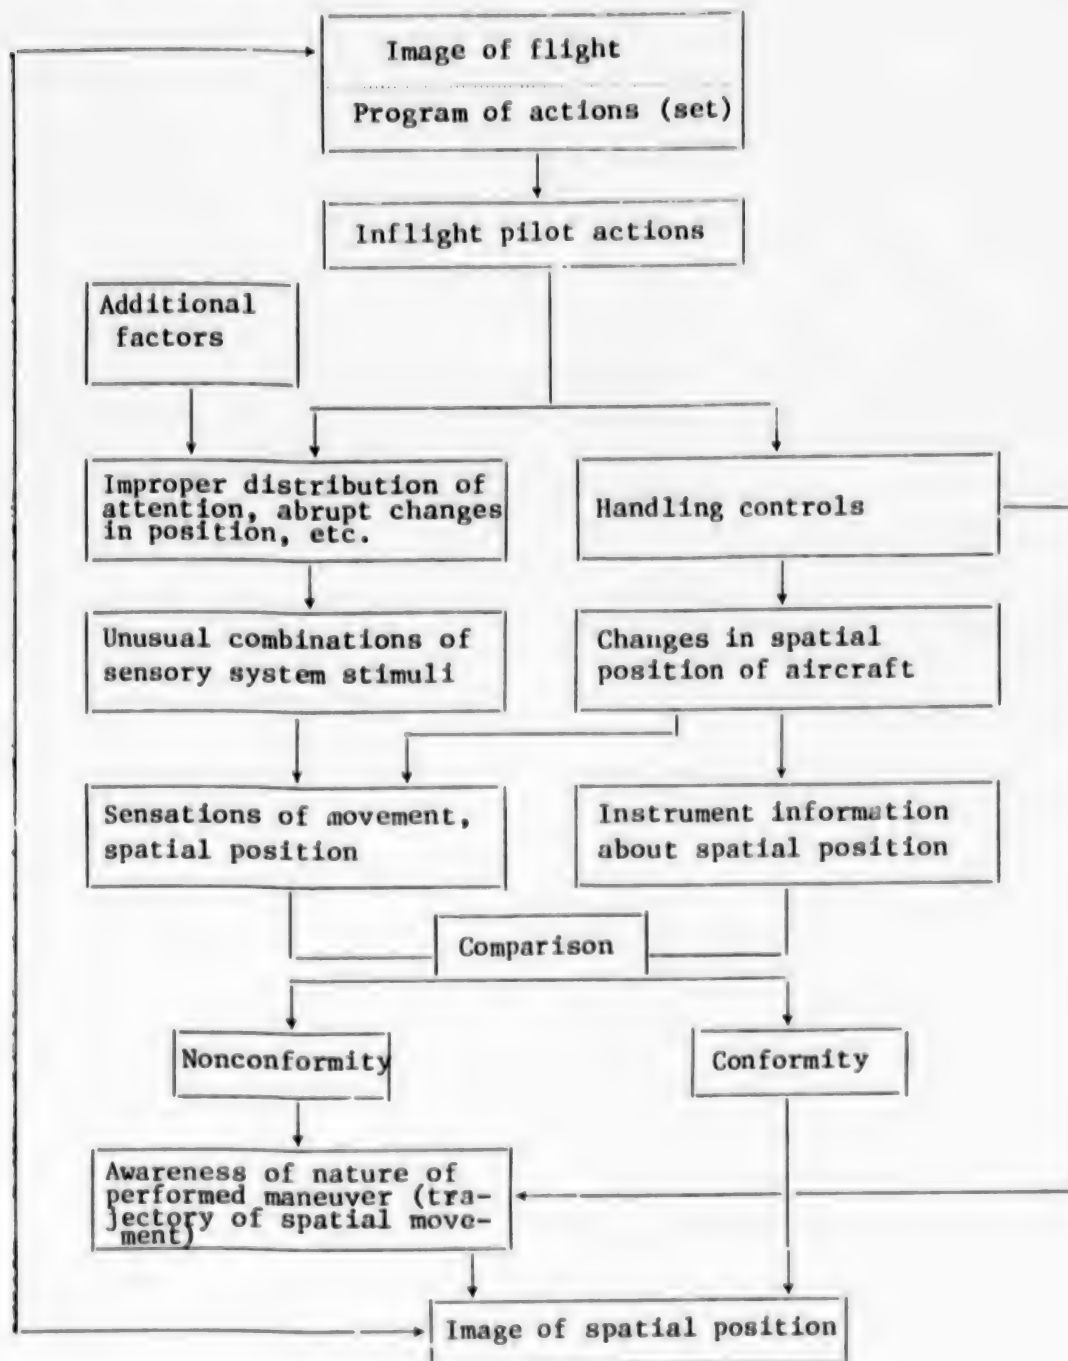 Image of flight
Program of actions (set)
Inflight pilot actions
Additional
factors
Improper distribution of
attention, abrupt changes
in position, etc.
Handling controls
Unusual combinations of
sensory system stimuli
Changes in spatial
position of aircraft
Sensations of movement,
spatial position
Instrument information
about spatial position
Comparison
Nonconformity
Conformity
Awareness of nature of
performed maneuver (tra-
jectory of spatial move-
ment)
Image of spatial position